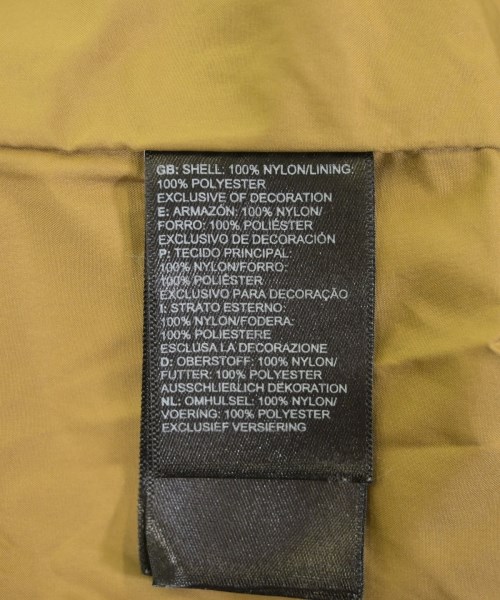 GB: SHELL: 100% NYLON/LINING:
100% POLYESTER
EXCLUSIVE OF DECORATION
E: ARMAZÓN: 100% NYLON/
FORRO: 100% POLIÉSTER
EXCLUSIVO DE DECORACIÓN
P: TECIDO PRINCIPAL:
100% NYLON/FORRO:
100% POLIÉSTER
EXCLUSIVO PARA DECORAÇÃO
I: STRATO ESTERNO:
100% NYLON/FODERA:
100% POLIESTERE
ESCLUSA LA DECORAZIONE
D: OBERSTOFF: 100% NYLON/
FUTTER: 100% POLYESTER
AUSSCHLIEßLICH DEKORATION
NL: OMHULSEL: 100% NYLON/
VOERING: 100% POLYESTER
EXCLUSIEF VERSIERING